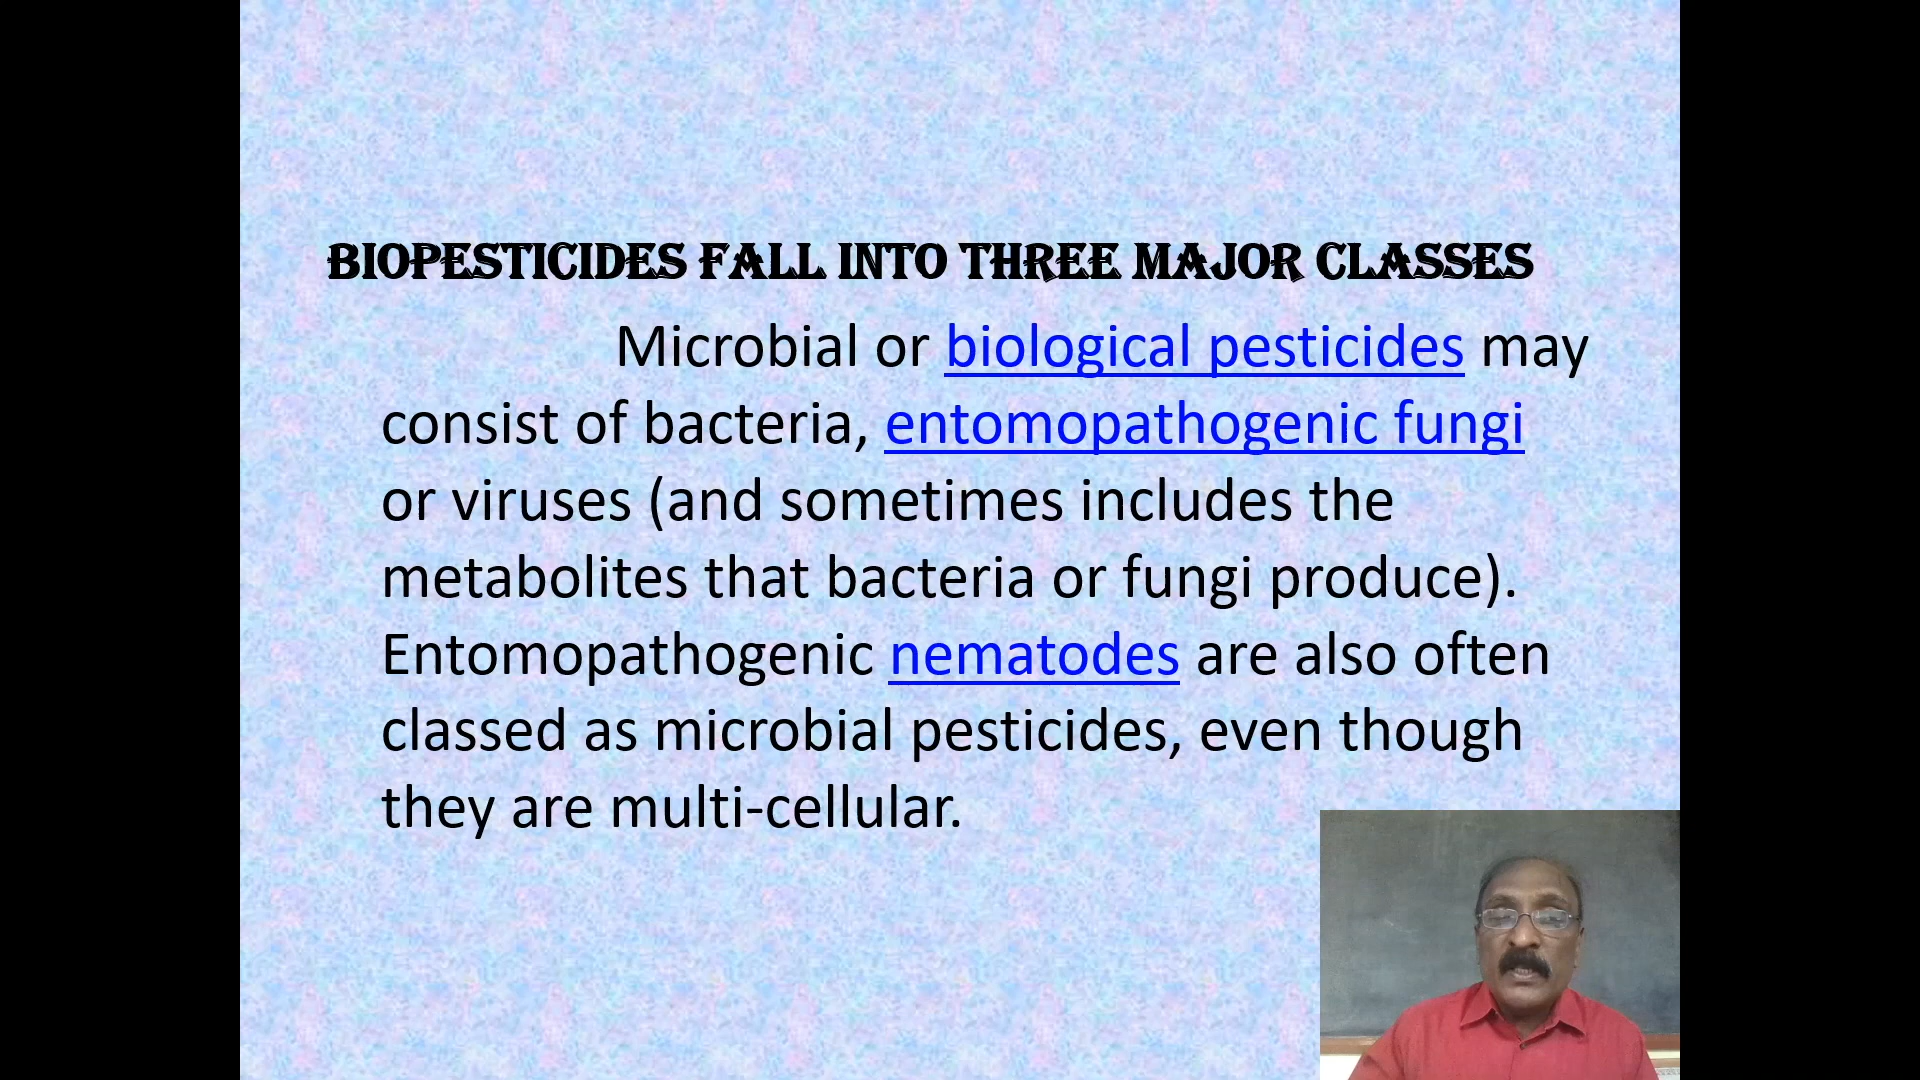 BIOPESTICIDES FALL INTO THREE MAJOR CLASSES
Microbial or biological pesticides may
consist of bacteria, entomopathogenic fungi
or viruses (and sometimes includes the
metabolites that bacteria or fungi produce).
Entomopathogenic nematodes are also often
classed as microbial pesticides, even though
they are multi-cellular.